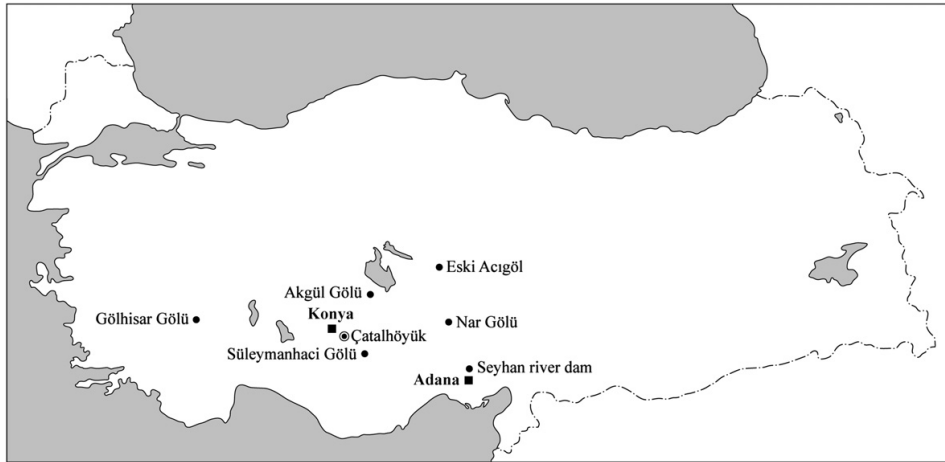 Eski Acıgöl
Akgül Gölü
Konya
Gölhisar Gölü
Nar Gölü
Çatalhöyük
Süleymanhaci Gölü
Seyhan river dam
Adana